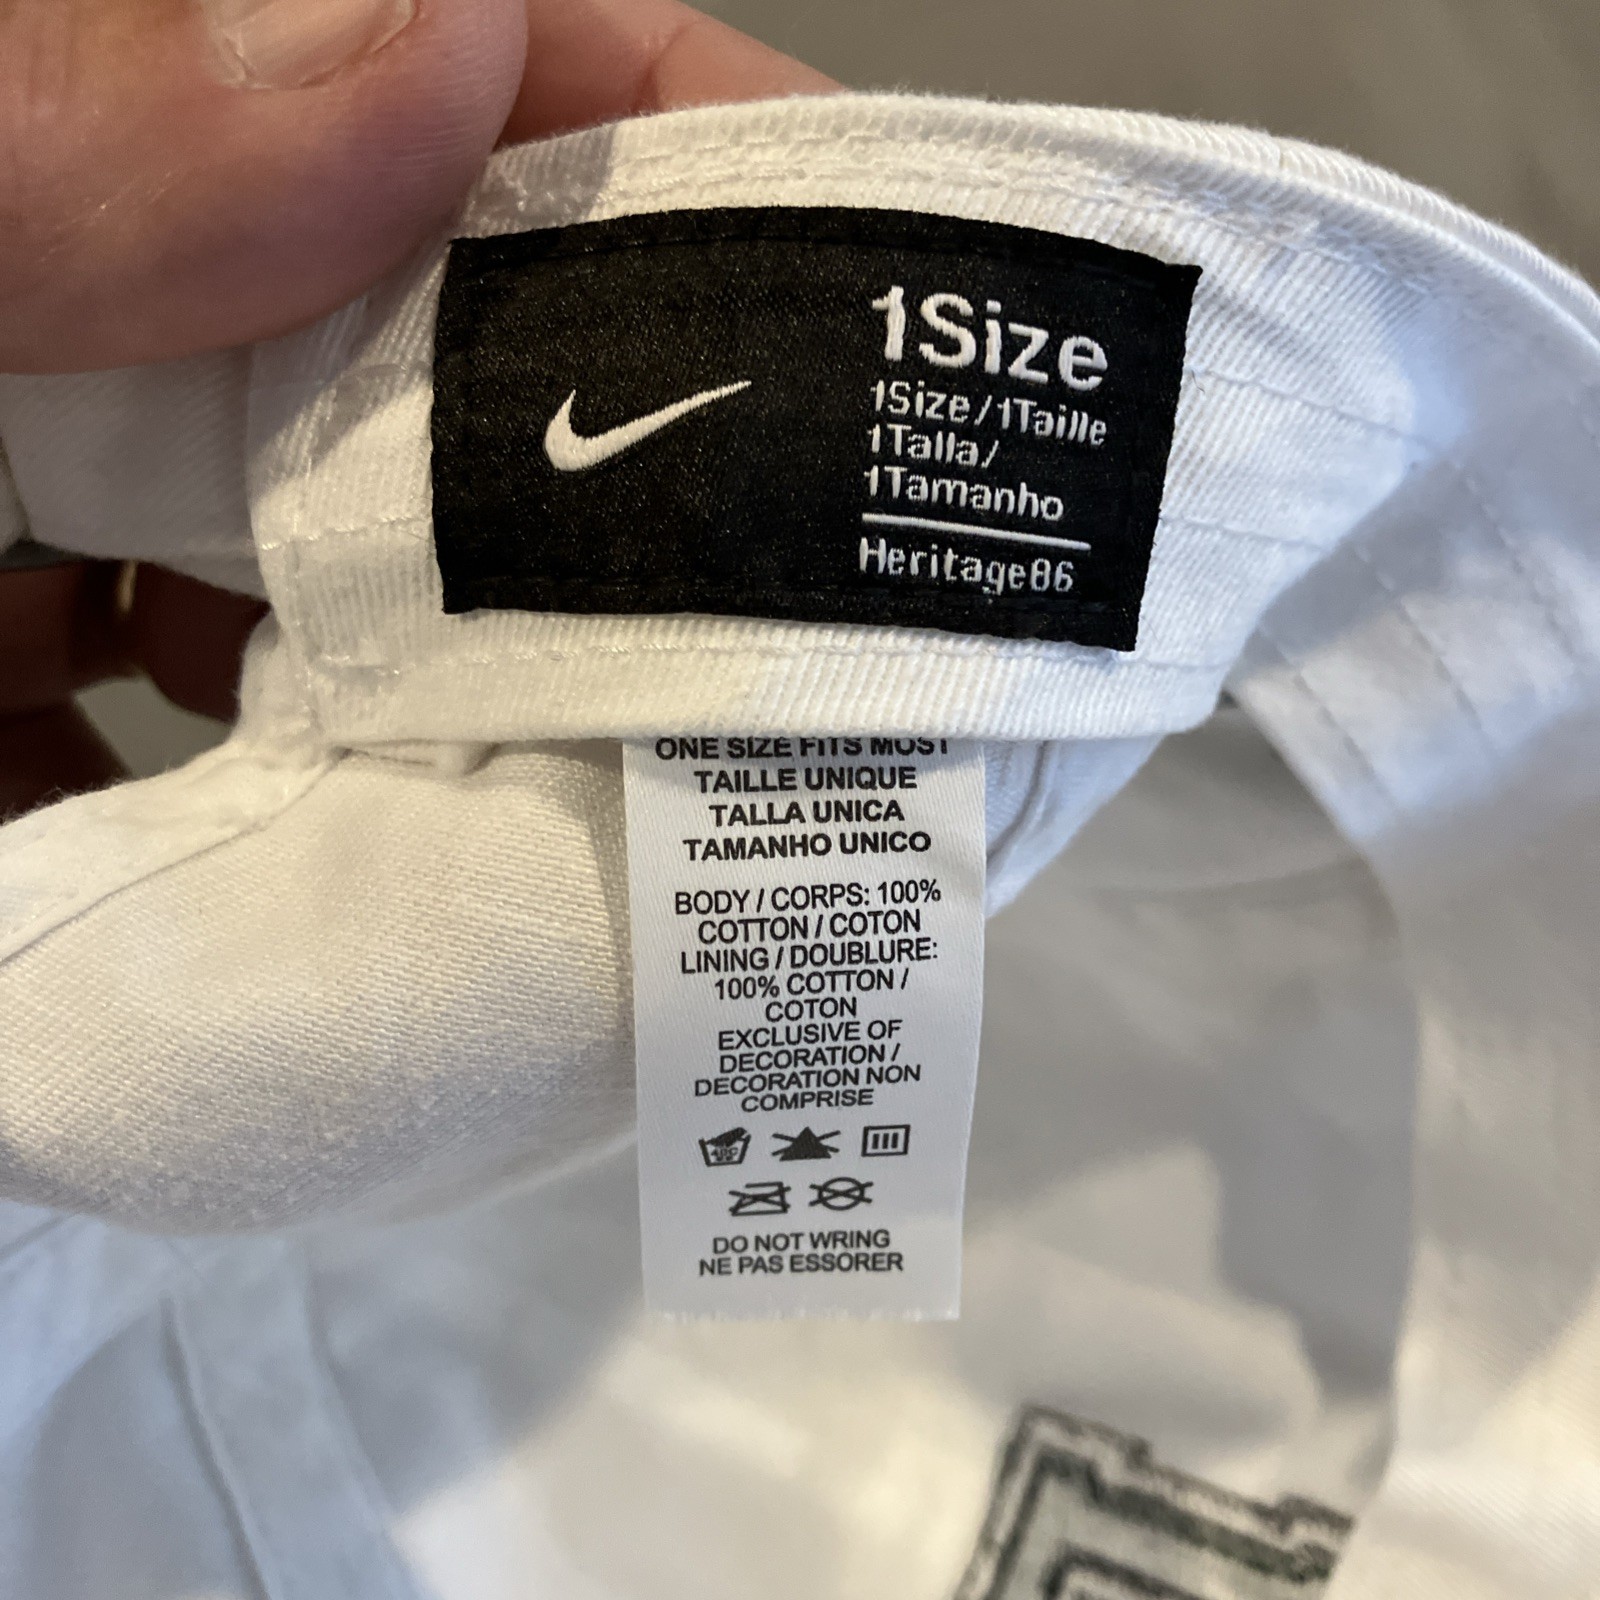 1Size
1Size/1Taille
1Talla/
1Tamanho
Heritage86
ONE SIZE FITS MOST
TAILLE UNIQUE
TALLA UNICA
TAMANHO UNICO
BODY / CORPS: 100%
COTTON / COTON
LINING / DOUBLURE:
100% COTTON /
COTON
EXCLUSIVE OF
DECORATION /
DECORATION NON
COMPRISE
40C
DO NOT WRING
NE PAS ESSORER